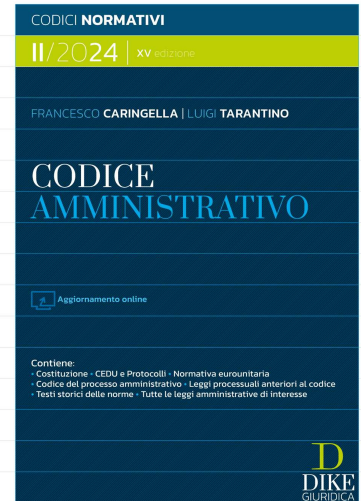 CODICI NORMATIVI
II/2024 | XV edizione
FRANCESCO CARINGELLA | LUIGI TARANTINO
CODICE
AMMINISTRATIVO
Aggiornamento online
Contiene:
• Costituzione • CEDU e Protocolli • Normativa eurounitaria
• Codice del processo amministrativo • Leggi processuali anteriori al codice
• Testi storici delle norme • Tutte le leggi amministrative di interesse
D
DIKE
GIURIDICA